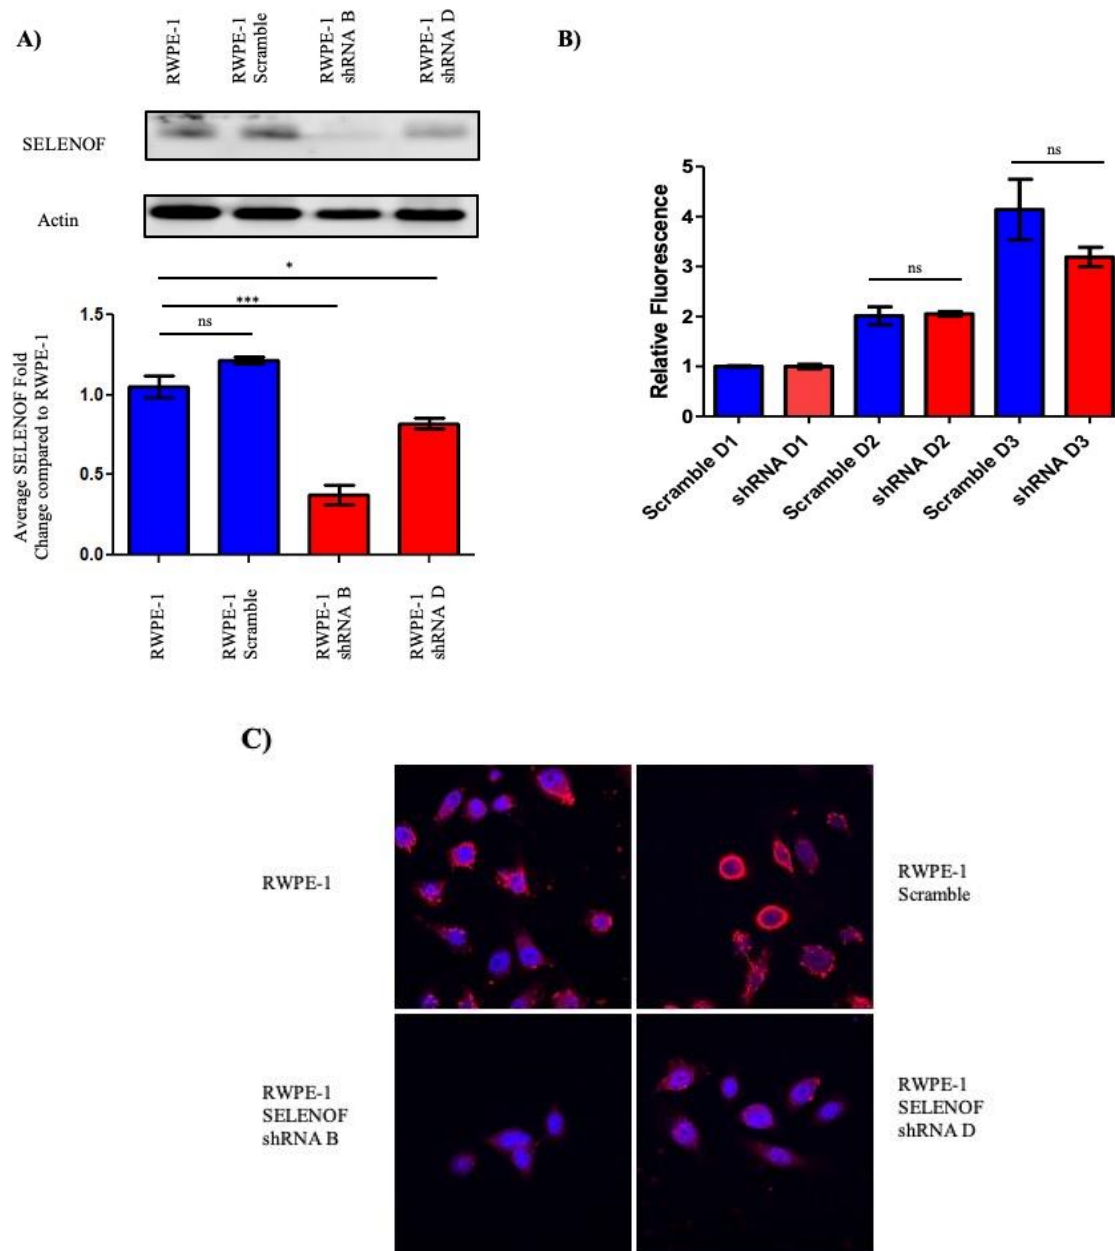 A)
RWPE-1
RWPE-1
Scramble
RWPE-1
shRNA B
RWPE-1
shRNA D
SELENOF
Actin
*
***
ns
Average SELENOF Fold
Change compared to RWPE-1
1.5
1.0
0.5
0.0
RWPE-1
RWPE-1
Scramble
RWPE-1
shRNA B
RWPE-1
shRNA D
B)
Relative Fluorescence
5
4
3
2
1
0
ns
ns
Scramble D1
shRNA D1
Scramble D2
shRNA D2
Scramble D3
shRNA D3
C)
RWPE-1
RWPE-1
Scramble
RWPE-1
SELENOF
shRNA B
RWPE-1
SELENOF
shRNA D